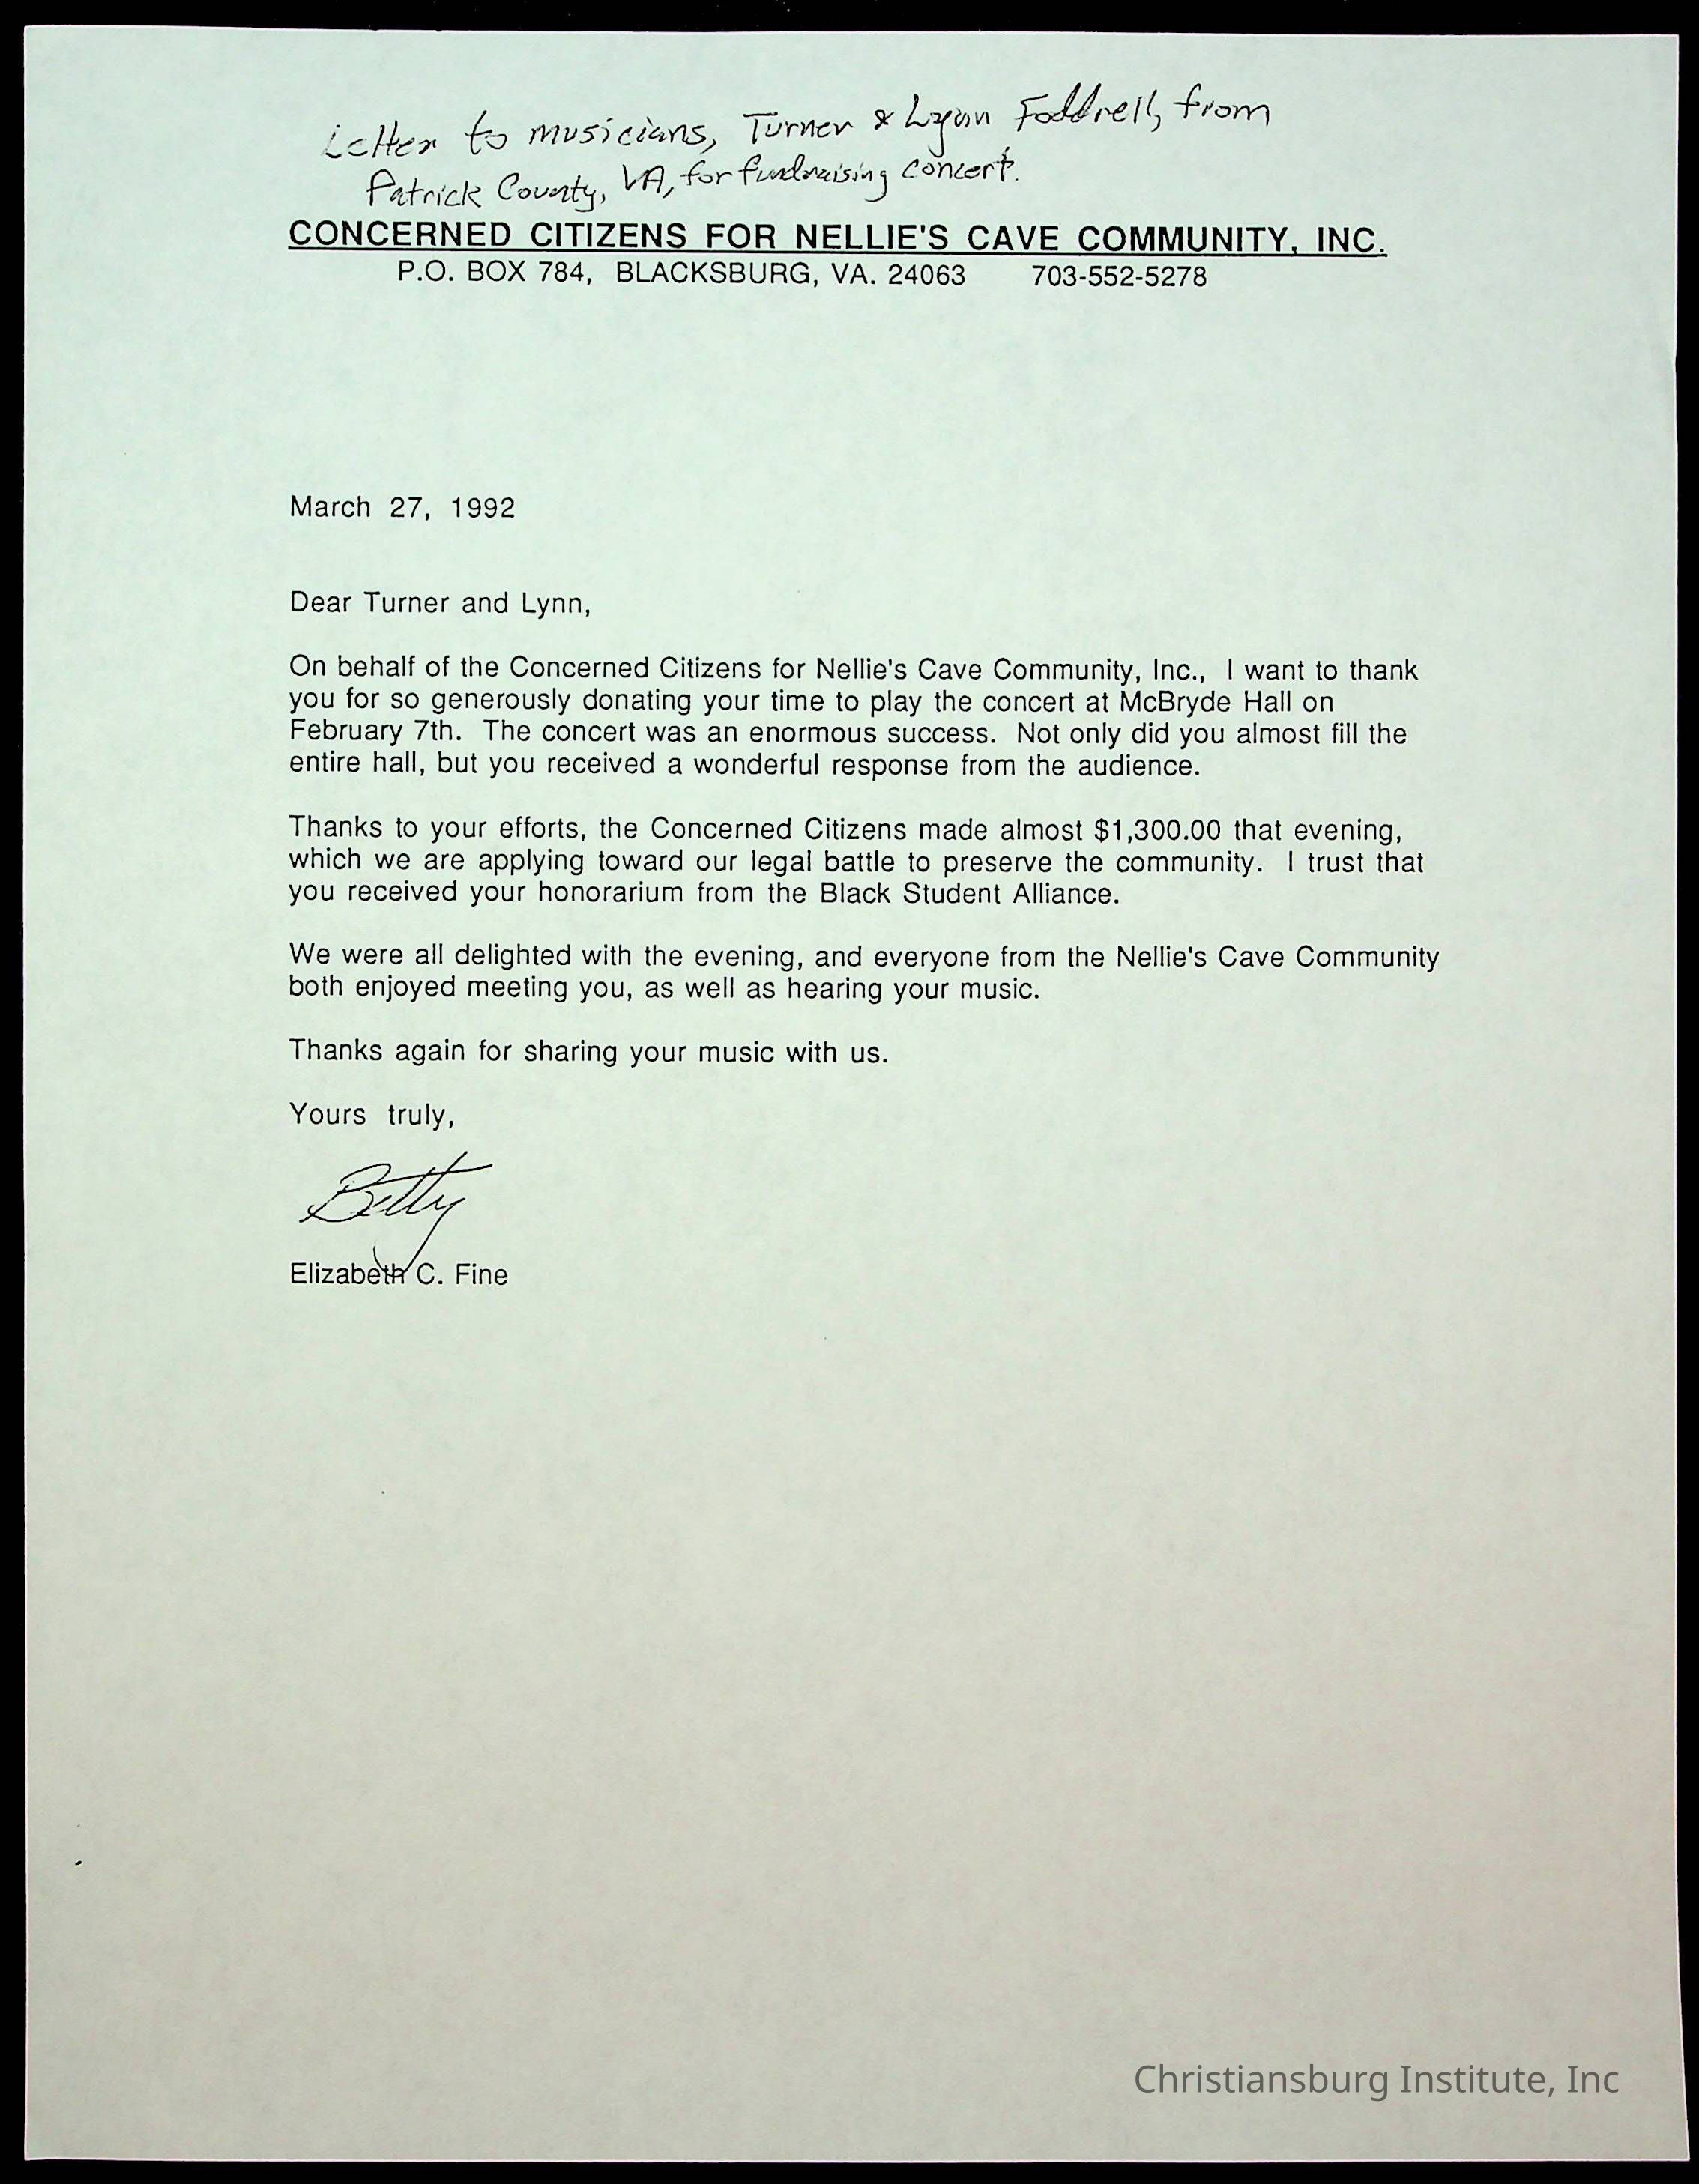 Letter to musicians, Turner & Lynn Foddrell, from
Patrick County, VA, for fundraising concert.
CONCERNED CITIZENS FOR NELLIE'S CAVE COMMUNITY, INC.
P.O. BOX 784, BLACKSBURG, VA. 24063 703-552-5278
March 27, 1992
Dear Turner and Lynn,
On behalf of the Concerned Citizens for Nellie's Cave Community, Inc., I want to thank
you for so generously donating your time to play the concert at McBryde Hall on
February 7th. The concert was an enormous success. Not only did you almost fill the
entire hall, but you received a wonderful response from the audience.
Thanks to your efforts, the Concerned Citizens made almost $1,300.00 that evening,
which we are applying toward our legal battle to preserve the community. I trust that
you received your honorarium from the Black Student Alliance.
We were all delighted with the evening, and everyone from the Nellie's Cave Community
both enjoyed meeting you, as well as hearing your music.
Thanks again for sharing your music with us.
Yours truly,
Betty
Elizabeth C. Fine
Christiansburg Institute, Inc